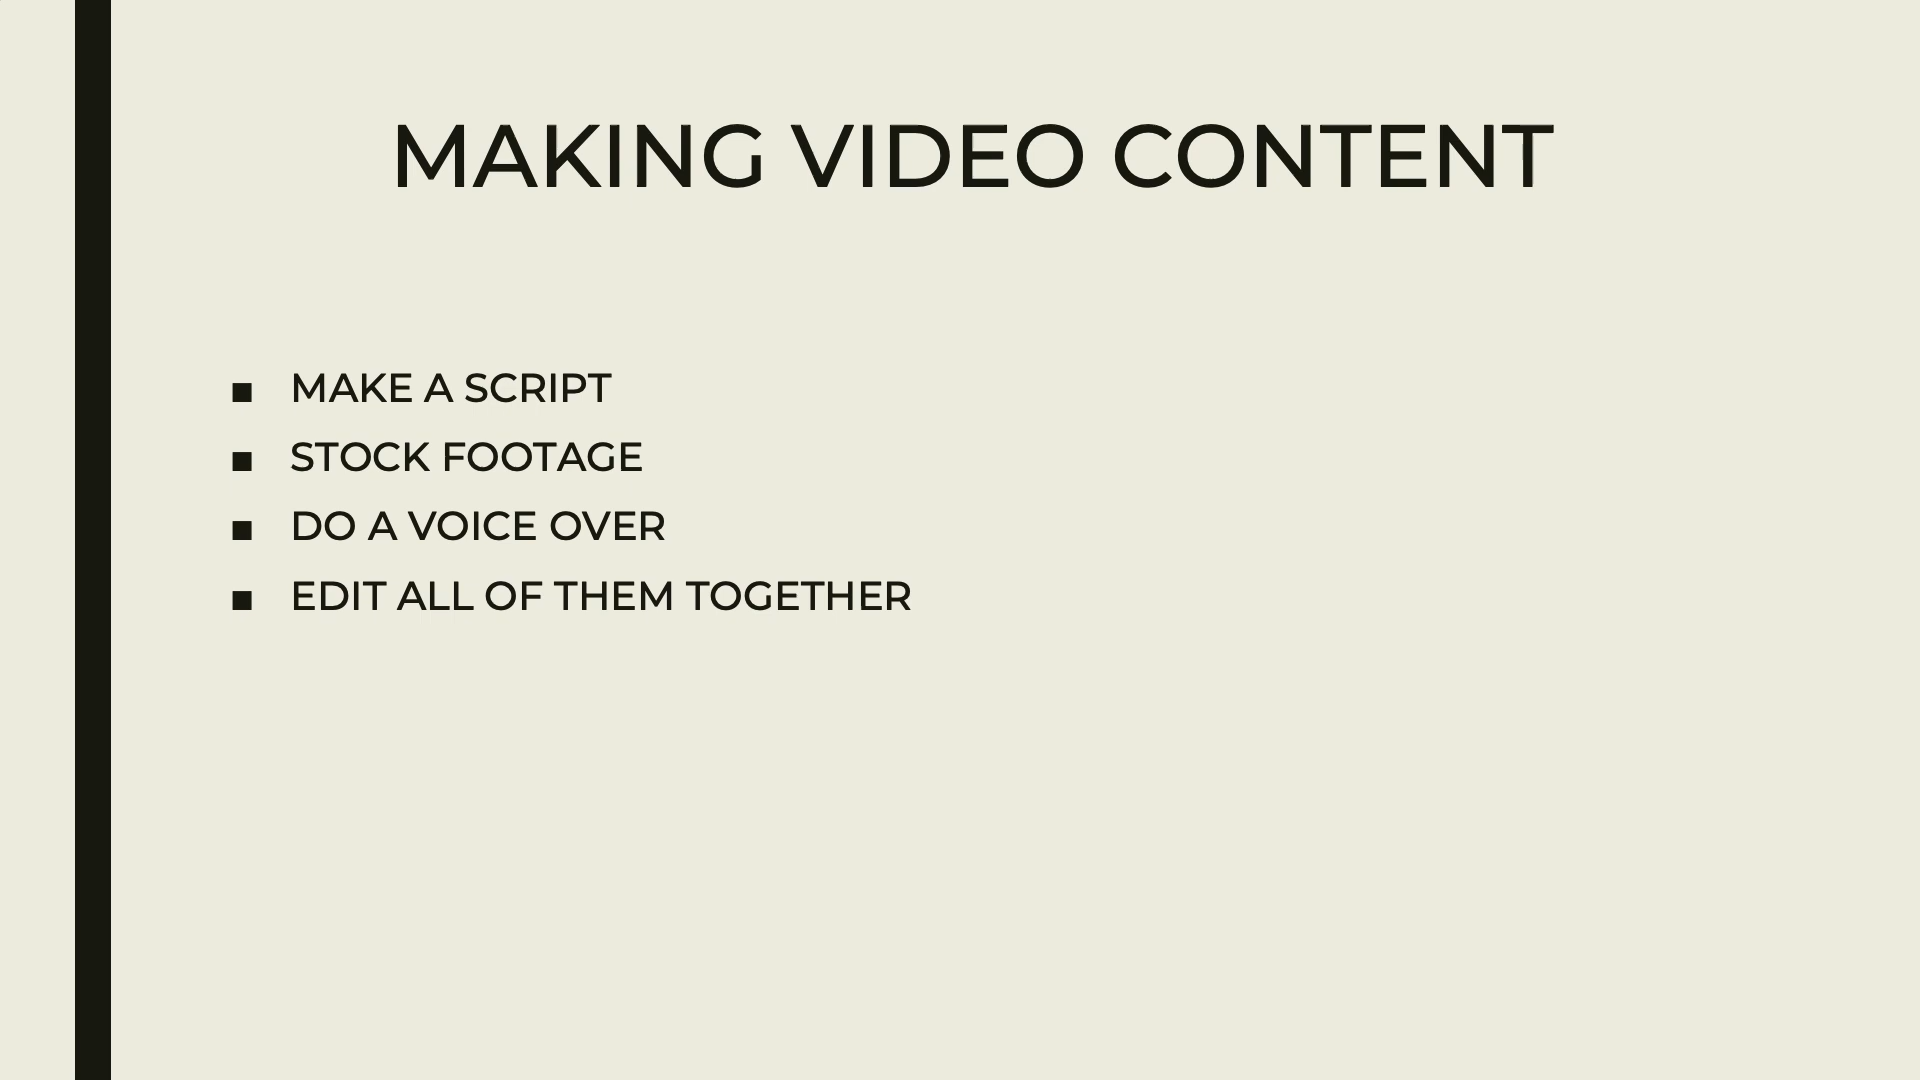 MAKING VIDEO CONTENT
■ MAKE A SCRIPT
■ STOCK FOOTAGE
■ DO A VOICE OVER
■ EDIT ALL OF THEM TOGETHER